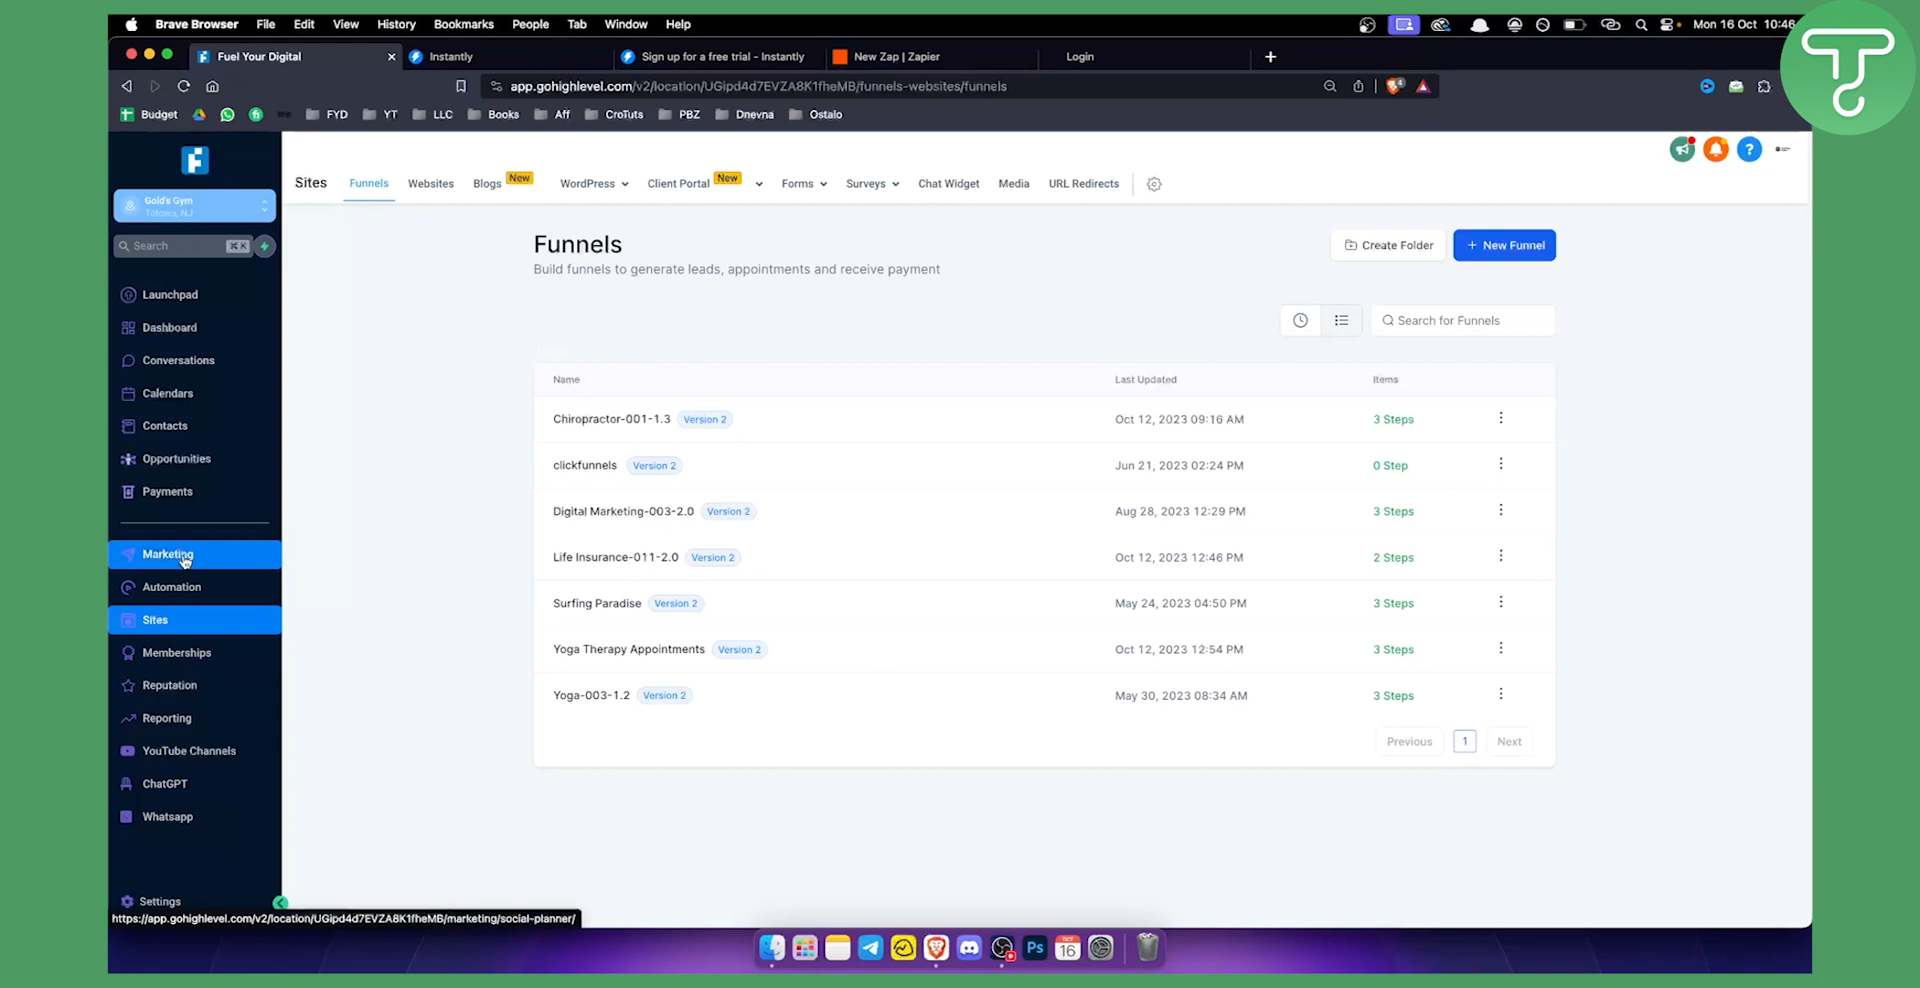 Brave Browser File Edit View History Bookmarks People Tab Window Help Mon 16 Oct 10:46
Fuel Your Digital Instantly Sign up for a free trial - Instantly New Zap | Zapier Login
app.gohighlevel.com/v2/location/UGipd4d7EVZA8K1fheMB/funnels-websites/funnels
Budget FYD YT LLC Books Aff CroTuts PBZ Dnevna Ostalo
Sites Funnels Websites Blogs New WordPress Client Portal New Forms Surveys Chat Widget Media URL Redirects
Gold's Gym
Totowa, NJ
Search ⌘ K
Launchpad
Dashboard
Conversations
Calendars
Contacts
Opportunities
Payments
Marketing
Automation
Sites
Memberships
Reputation
Reporting
YouTube Channels
ChatGPT
Whatsapp
Settings
https://app.gohighlevel.com/v2/location/UGipd4d7EVZA8K1fheMB/marketing/social-planner/
Funnels
Build funnels to generate leads, appointments and receive payment
Create Folder + New Funnel
Search for Funnels
Name Last Updated Items
Chiropractor-001-1.3 Version 2 Oct 12, 2023 09:16 AM 3 Steps
clickfunnels Version 2 Jun 21, 2023 02:24 PM 0 Step
Digital Marketing-003-2.0 Version 2 Aug 28, 2023 12:29 PM 3 Steps
Life Insurance-011-2.0 Version 2 Oct 12, 2023 12:46 PM 2 Steps
Surfing Paradise Version 2 May 24, 2023 04:50 PM 3 Steps
Yoga Therapy Appointments Version 2 Oct 12, 2023 12:54 PM 3 Steps
Yoga-003-1.2 Version 2 May 30, 2023 08:34 AM 3 Steps
Previous 1 Next
Ps
OCT
16